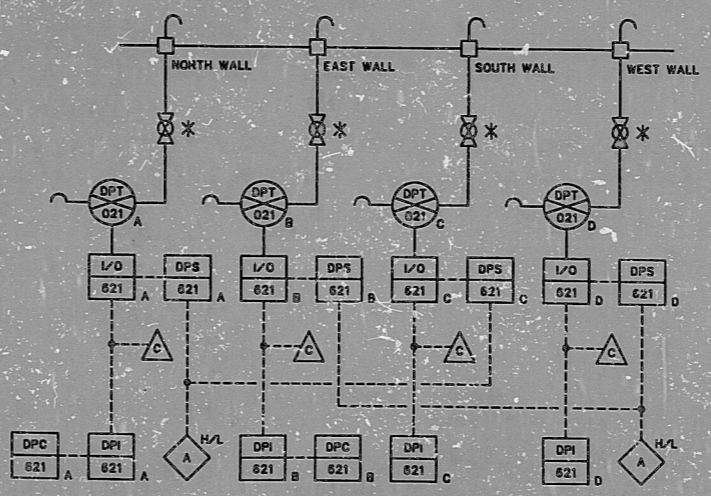 NORTH WALL EAST WALL SOUTH WALL WEST WALL
* * * *
DPT DPT DPT DPT
021 A 021 B 021 C 021 D
I/O DPS I/O DPS I/O DPS I/O DPS
621 A 621 A 621 B 621 B 621 C 621 C 621 D 621 D
C C C C
H/L H/L
DPC DPI A DPI DPC DPI DPI A
621 A 621 A 621 B 621 B 621 C 621 D